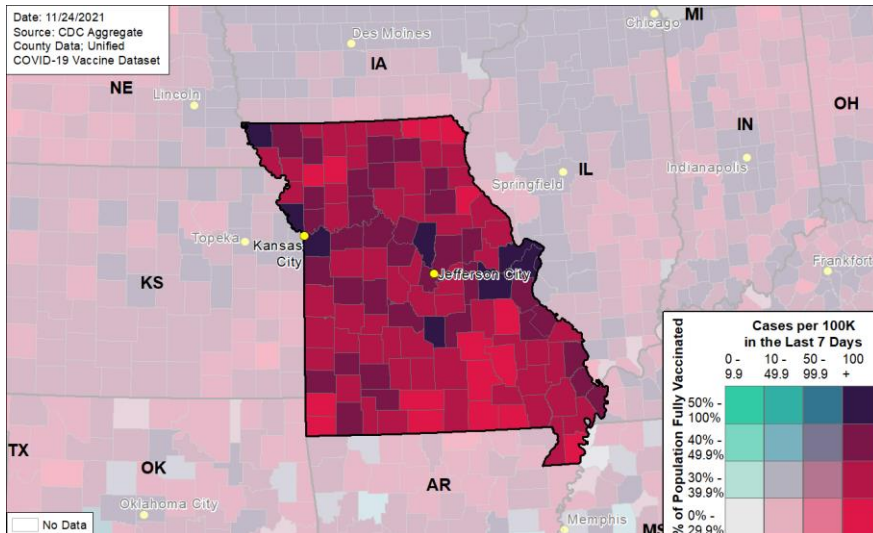 Date: 11/24/2021
Source: CDC Aggregate
County Data; Unified
COVID-19 Vaccine Dataset
Chicago
MI
Des Moines
IA
NE
Lincoln
OH
IN
IL
Indianapolis
Springfield
Topeka
Kansas
City
Jefferson City
Frankfort
KS
TX
OK
AR
Oklahoma City
Memphis
MS
No Data
Cases per 100K
in the Last 7 Days
0 - 9.9
10 - 49.9
50 - 99.9
100 +
% of Population Fully Vaccinated
50% - 100%
40% - 49.9%
30% - 39.9%
0% - 29.9%